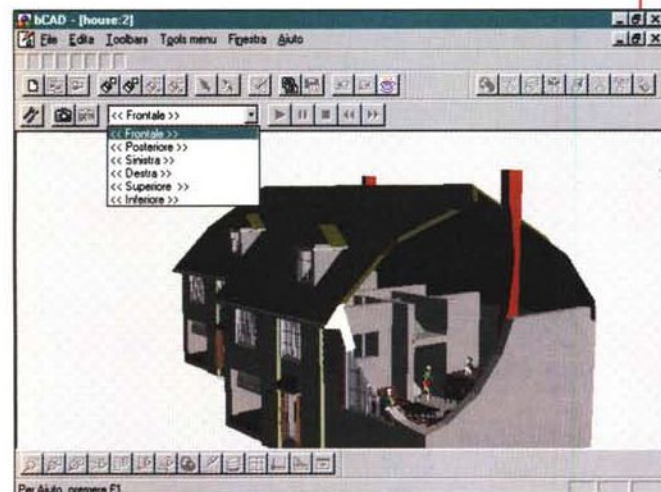 bCAD - [house:2]
File Edita Toolbars Tools menu Finestra Aiuto
<< Frontale >>
<< Frontale >>
<< Posteriore >>
<< Sinistra >>
<< Destra >>
<< Superiore >>
<< Inferiore >>
Per Aiuto, premere F1